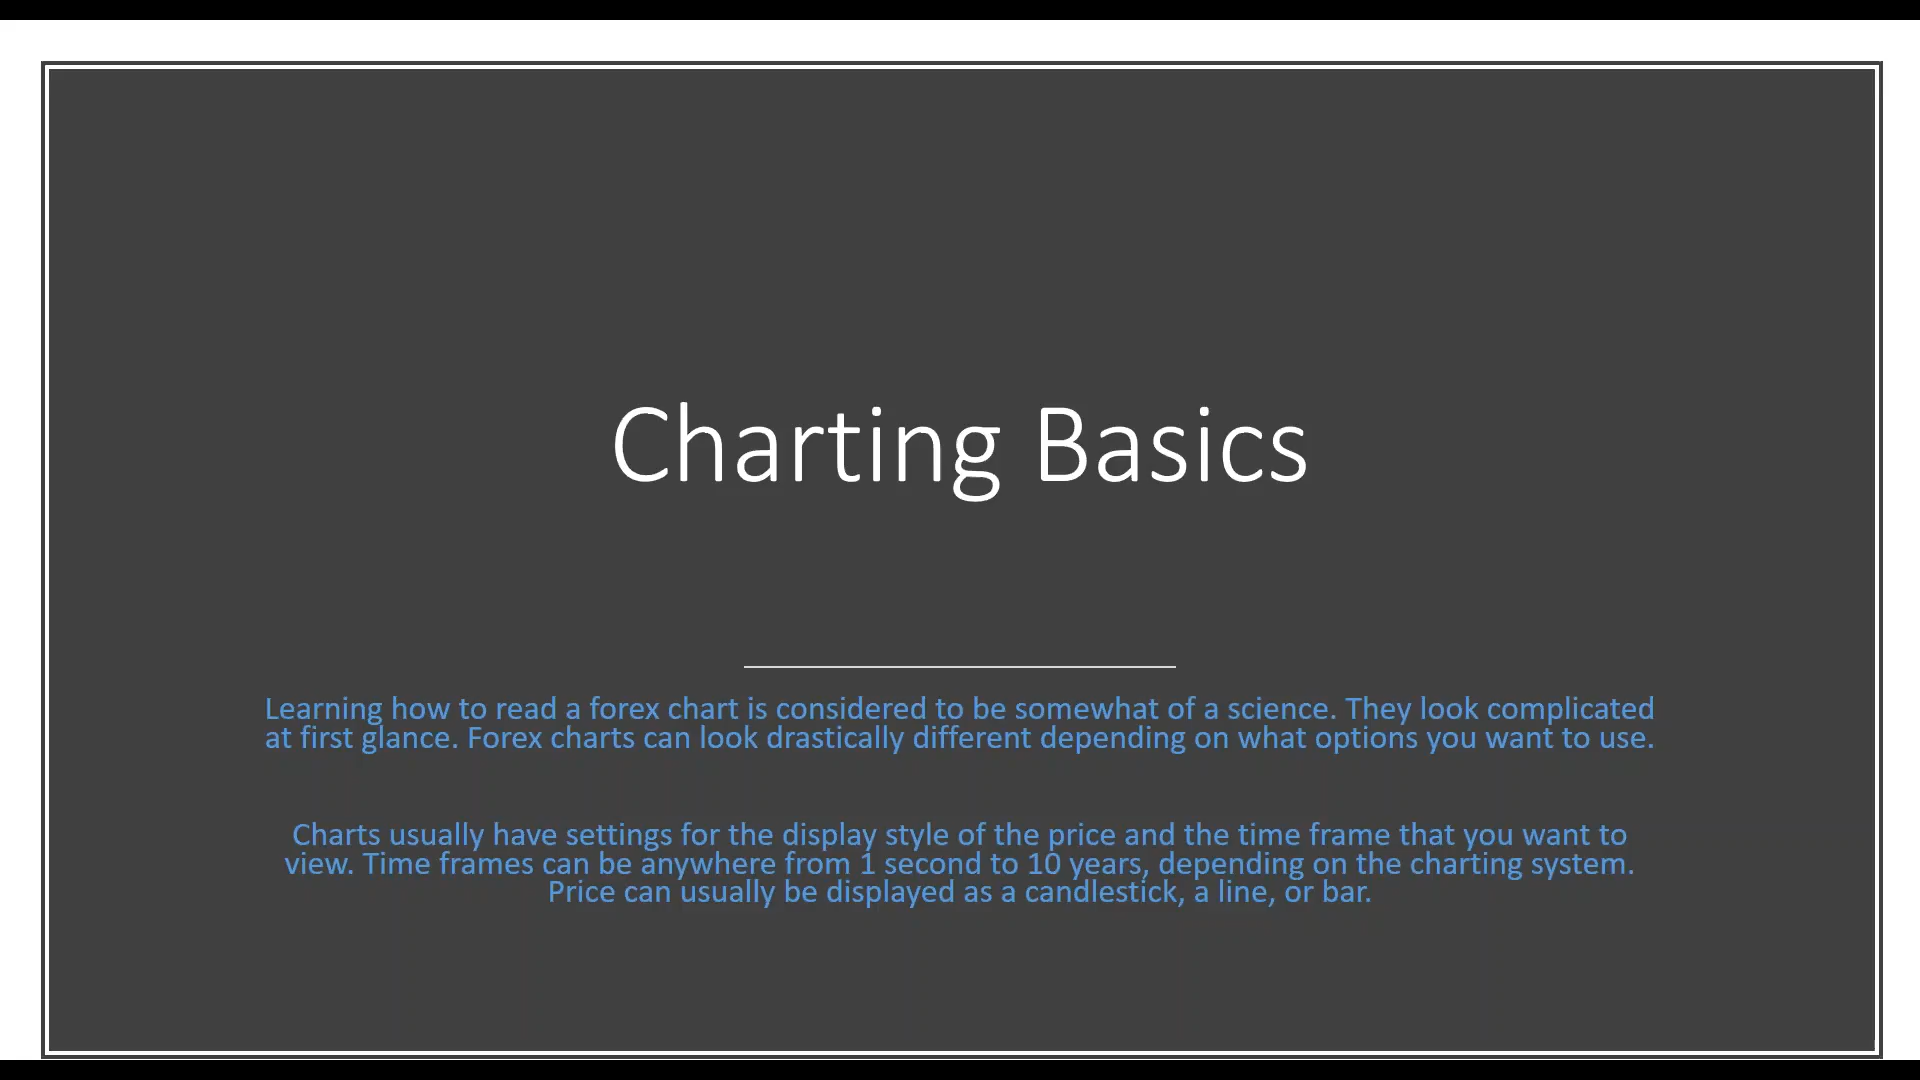 Charting Basics
Learning how to read a forex chart is considered to be somewhat of a science. They look complicated
at first glance. Forex charts can look drastically different depending on what options you want to use.
Charts usually have settings for the display style of the price and the time frame that you want to
view. Time frames can be anywhere from 1 second to 10 years, depending on the charting system.
Price can usually be displayed as a candlestick, a line, or bar.